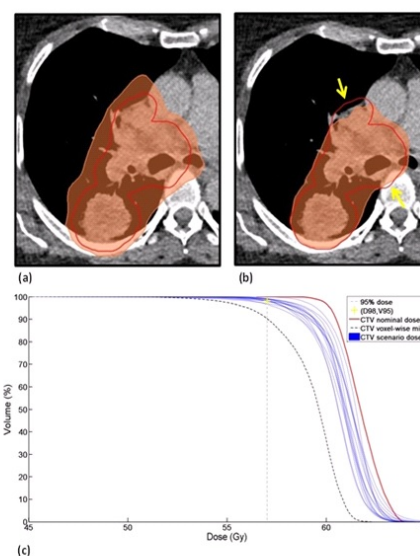 (a)
(b)
100
90
80
70
60
50
40
30
20
10
0
Volume (%)
45
50
55
60
Dose (Gy)
95% dose
(D98,V95)
CTV nominal dose
CTV voxel-wise mi
CTV scenario dose
(c)